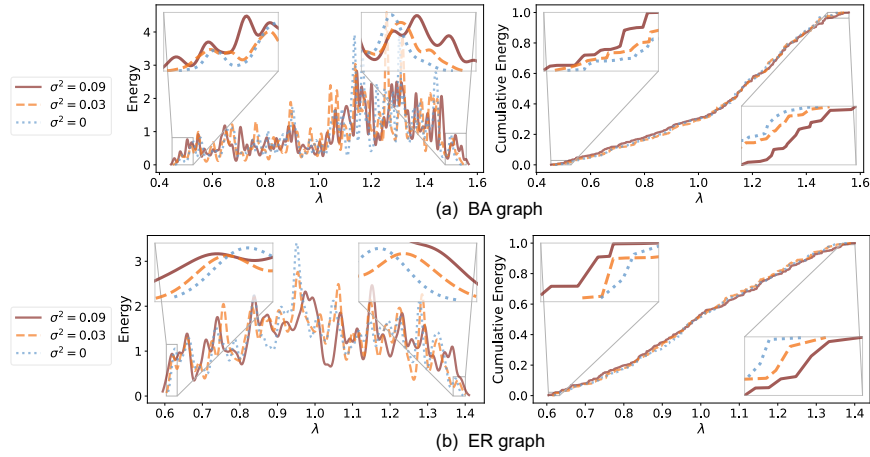 σ² = 0.09
σ² = 0.03
σ² = 0
Energy
4
3
2
1
0
0.4 0.6 0.8 1.0 1.2 1.4 1.6
λ
Cumulative Energy
1.0
0.8
0.6
0.4
0.2
0.0
0.4 0.6 0.8 1.0 1.2 1.4 1.6
λ
(a) BA graph
σ² = 0.09
σ² = 0.03
σ² = 0
Energy
3
2
1
0
0.6 0.7 0.8 0.9 1.0 1.1 1.2 1.3 1.4
λ
Cumulative Energy
1.0
0.8
0.6
0.4
0.2
0.0
0.6 0.7 0.8 0.9 1.0 1.1 1.2 1.3 1.4
λ
(b) ER graph